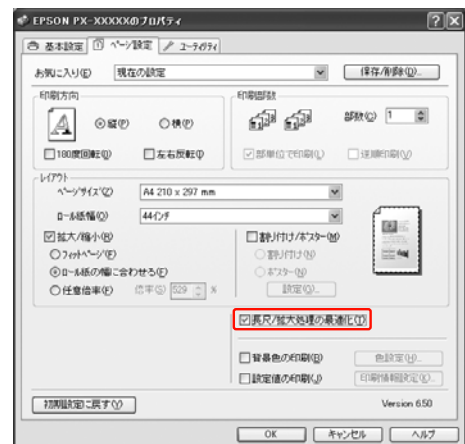 EPSON PX-XXXXXのプロパティ
基本設定 ページ設定 ユーティリティ
お気に入り(E) 現在の設定 保存/削除(D)...
印刷方向
縦(P) 横(R)
180度回転(Q) 左右反転(T)
印刷部数
部数(C) 1
部単位で印刷(L) 逆順印刷(V)
レイアウト
ページサイズ(Z) A4 210 x 297 mm
ロール紙幅(O) 44インチ
拡大/縮小(B)
フィットページ(E)
ロール紙の幅に合わせる(F)
任意倍率(F) 倍率(S) 529 %
割り付け/ポスター(M)
割り付け(N)
ポスター(N)
設定(O)...
長尺/拡大処理の最適化(T)
背景色の印刷(B) 色設定(H)...
設定値の印刷(J) 印刷情報設定(K)...
初期設定に戻す(Y) Version 6.50
OK キャンセル ヘルプ